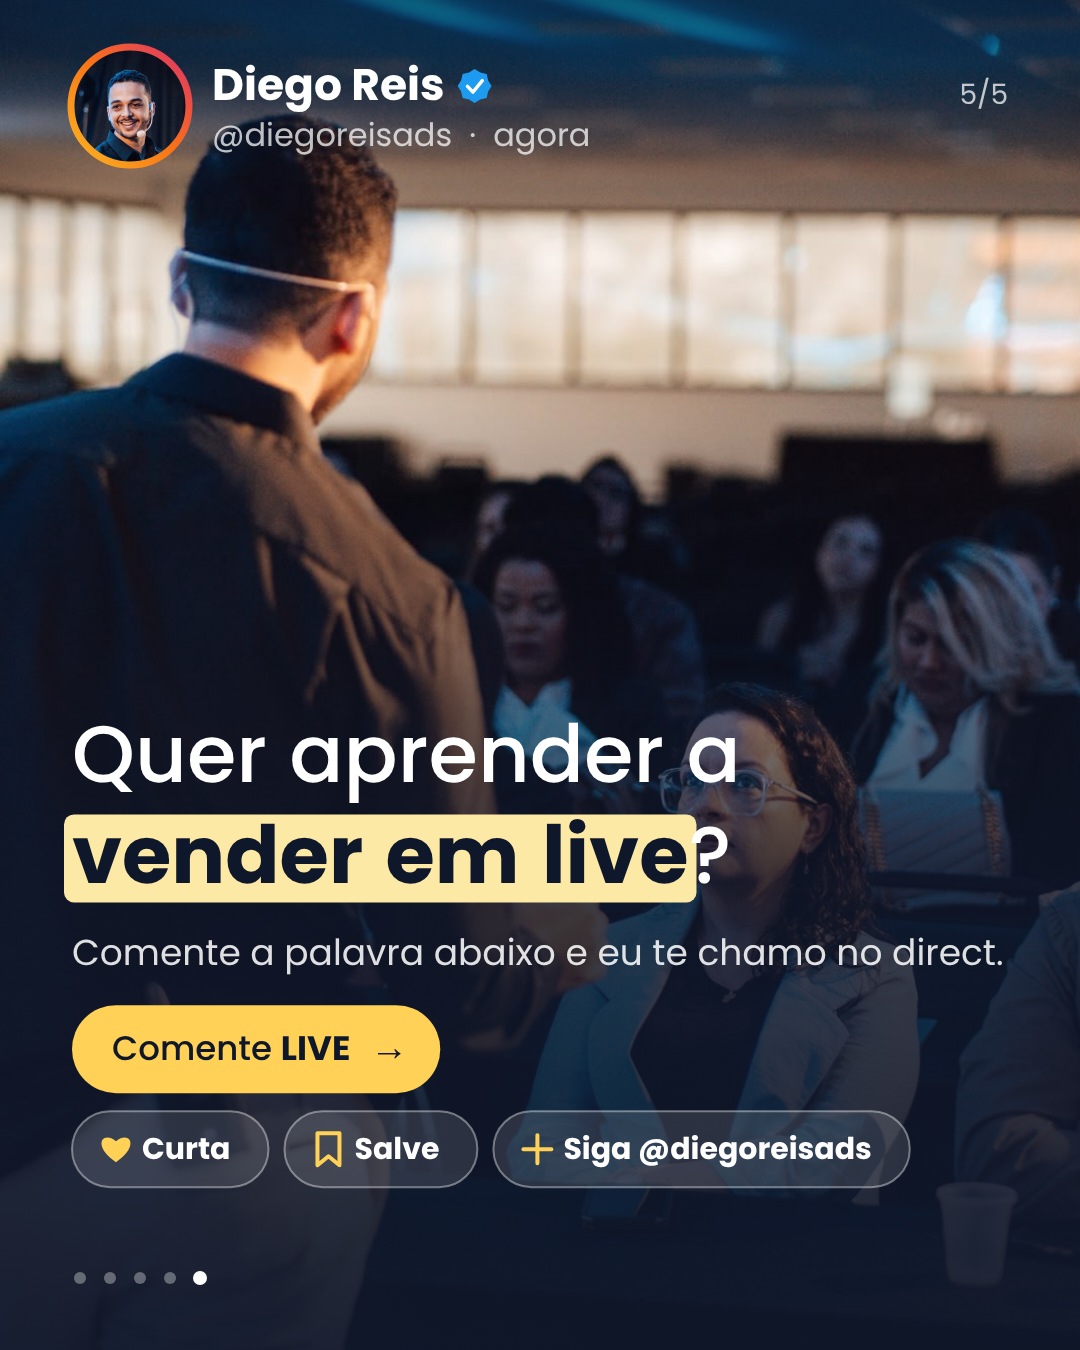 Diego Reis
@diegoreisads · agora
5/5
Quer aprender a
vender em live?
Comente a palavra abaixo e eu te chamo no direct.
Comente LIVE →
Curta
Salve
Siga @diegoreisads